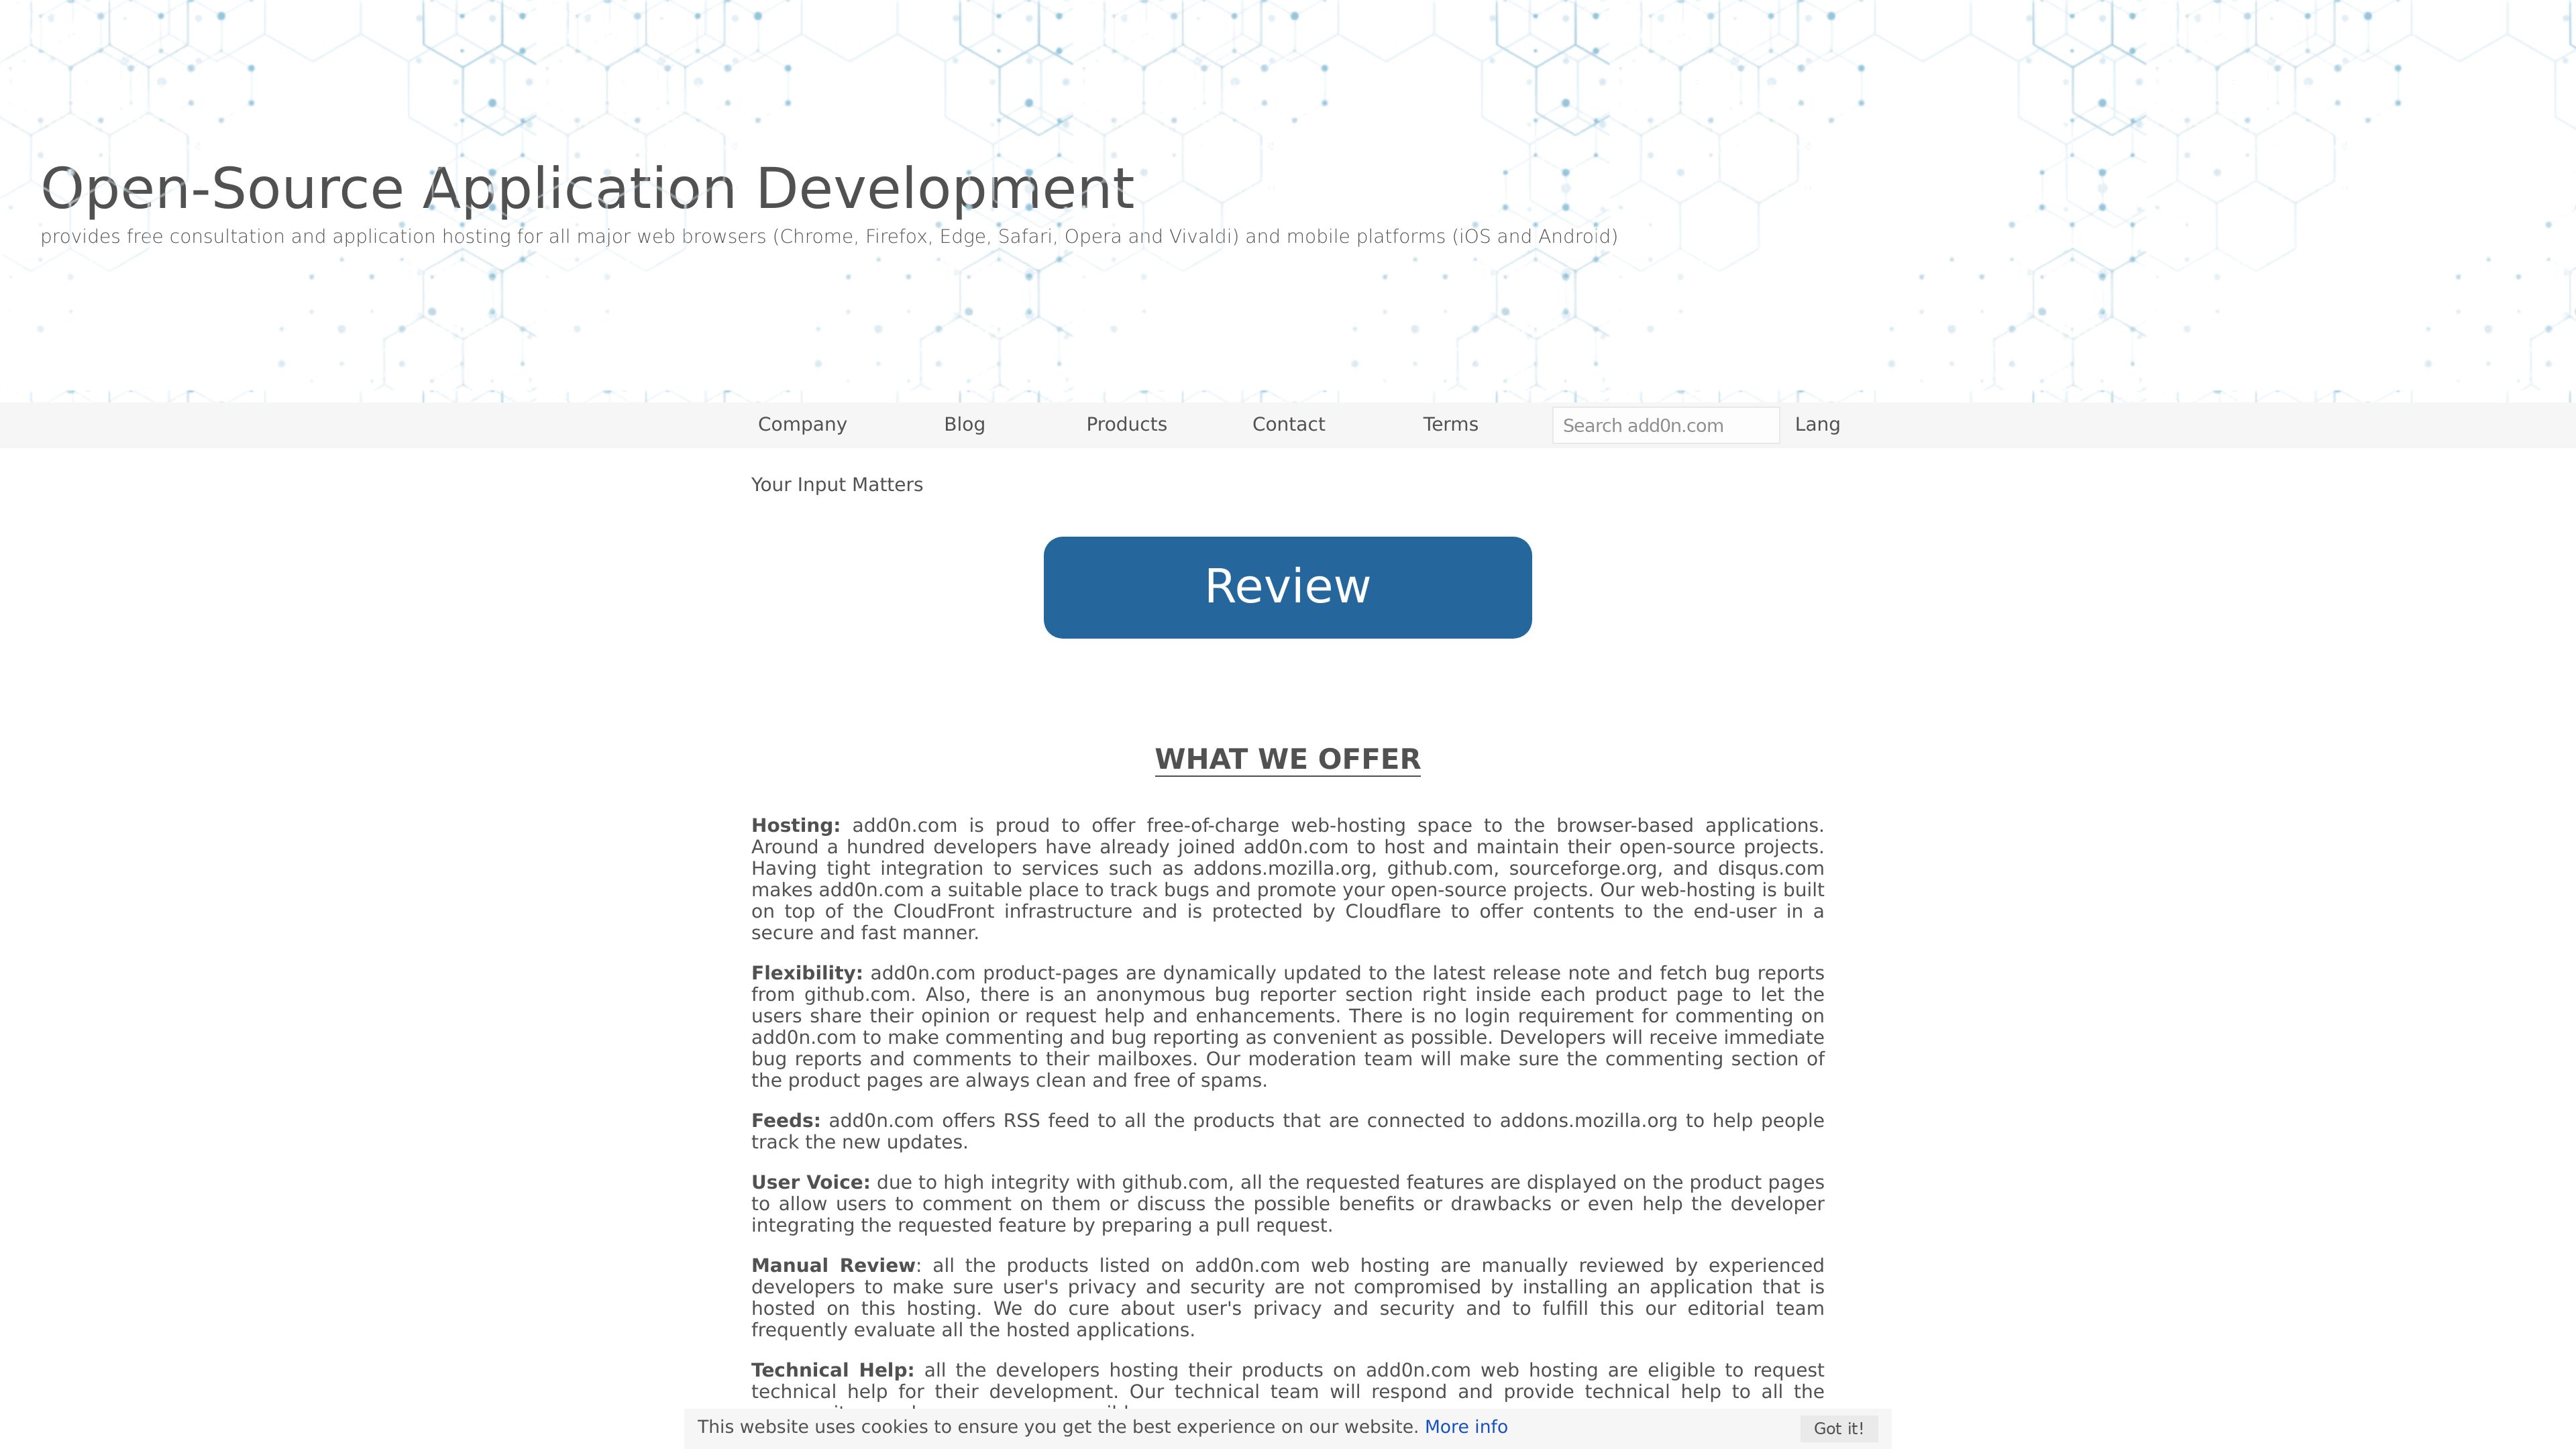 Open-Source Application Development
provides free consultation and application hosting for all major web browsers (Chrome, Firefox, Edge, Safari, Opera and Vivaldi) and mobile platforms (iOS and Android)
Company Blog Products Contact Terms Search add0n.com Lang
Your Input Matters
Review
WHAT WE OFFER
Hosting: add0n.com is proud to offer free-of-charge web-hosting space to the browser-based applications.
Around a hundred developers have already joined add0n.com to host and maintain their open-source projects.
Having tight integration to services such as addons.mozilla.org, github.com, sourceforge.org, and disqus.com
makes add0n.com a suitable place to track bugs and promote your open-source projects. Our web-hosting is built
on top of the CloudFront infrastructure and is protected by Cloudflare to offer contents to the end-user in a
secure and fast manner.
Flexibility: add0n.com product-pages are dynamically updated to the latest release note and fetch bug reports
from github.com. Also, there is an anonymous bug reporter section right inside each product page to let the
users share their opinion or request help and enhancements. There is no login requirement for commenting on
add0n.com to make commenting and bug reporting as convenient as possible. Developers will receive immediate
bug reports and comments to their mailboxes. Our moderation team will make sure the commenting section of
the product pages are always clean and free of spams.
Feeds: add0n.com offers RSS feed to all the products that are connected to addons.mozilla.org to help people
track the new updates.
User Voice: due to high integrity with github.com, all the requested features are displayed on the product pages
to allow users to comment on them or discuss the possible benefits or drawbacks or even help the developer
integrating the requested feature by preparing a pull request.
Manual Review: all the products listed on add0n.com web hosting are manually reviewed by experienced
developers to make sure user's privacy and security are not compromised by installing an application that is
hosted on this hosting. We do cure about user's privacy and security and to fulfill this our editorial team
frequently evaluate all the hosted applications.
Technical Help: all the developers hosting their products on add0n.com web hosting are eligible to request
technical help for their development. Our technical team will respond and provide technical help to all the
This website uses cookies to ensure you get the best experience on our website. More info Got it!